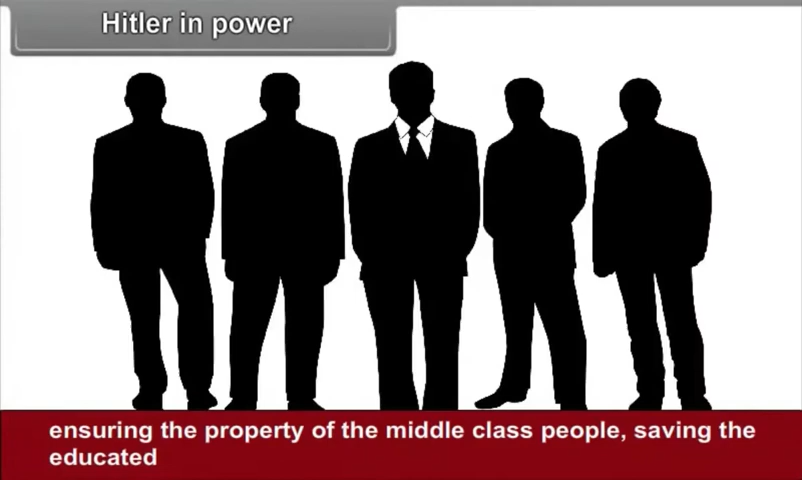 Hitler in power
ensuring the property of the middle class people, saving the
educated